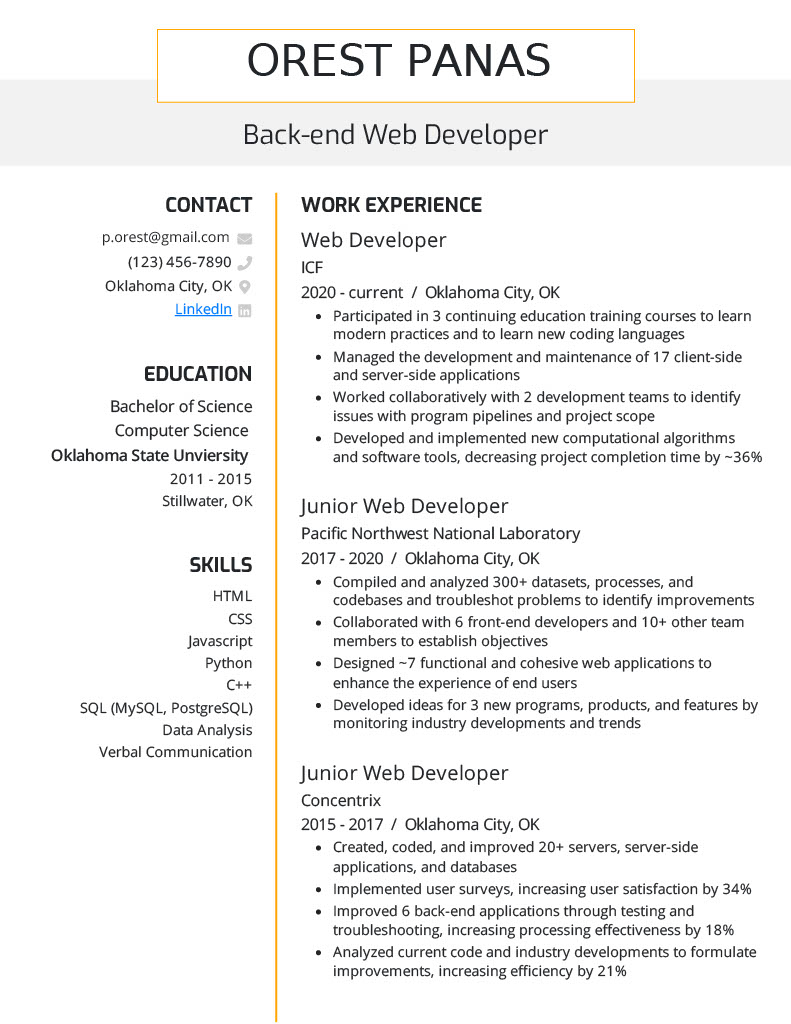 OREST PANAS
Back-end Web Developer
CONTACT
p.orest@gmail.com
(123) 456-7890
Oklahoma City, OK
LinkedIn
EDUCATION
Bachelor of Science
Computer Science
Oklahoma State Unviersity
2011 - 2015
Stillwater, OK
SKILLS
HTML
CSS
Javascript
Python
C++
SQL (MySQL, PostgreSQL)
Data Analysis
Verbal Communication
WORK EXPERIENCE
Web Developer
ICF
2020 - current / Oklahoma City, OK
• Participated in 3 continuing education training courses to learn
modern practices and to learn new coding languages
• Managed the development and maintenance of 17 client-side
and server-side applications
• Worked collaboratively with 2 development teams to identify
issues with program pipelines and project scope
• Developed and implemented new computational algorithms
and software tools, decreasing project completion time by ~36%
Junior Web Developer
Pacific Northwest National Laboratory
2017 - 2020 / Oklahoma City, OK
• Compiled and analyzed 300+ datasets, processes, and
codebases and troubleshot problems to identify improvements
• Collaborated with 6 front-end developers and 10+ other team
members to establish objectives
• Designed ~7 functional and cohesive web applications to
enhance the experience of end users
• Developed ideas for 3 new programs, products, and features by
monitoring industry developments and trends
Junior Web Developer
Concentrix
2015 - 2017 / Oklahoma City, OK
• Created, coded, and improved 20+ servers, server-side
applications, and databases
• Implemented user surveys, increasing user satisfaction by 34%
• Improved 6 back-end applications through testing and
troubleshooting, increasing processing effectiveness by 18%
• Analyzed current code and industry developments to formulate
improvements, increasing efficiency by 21%